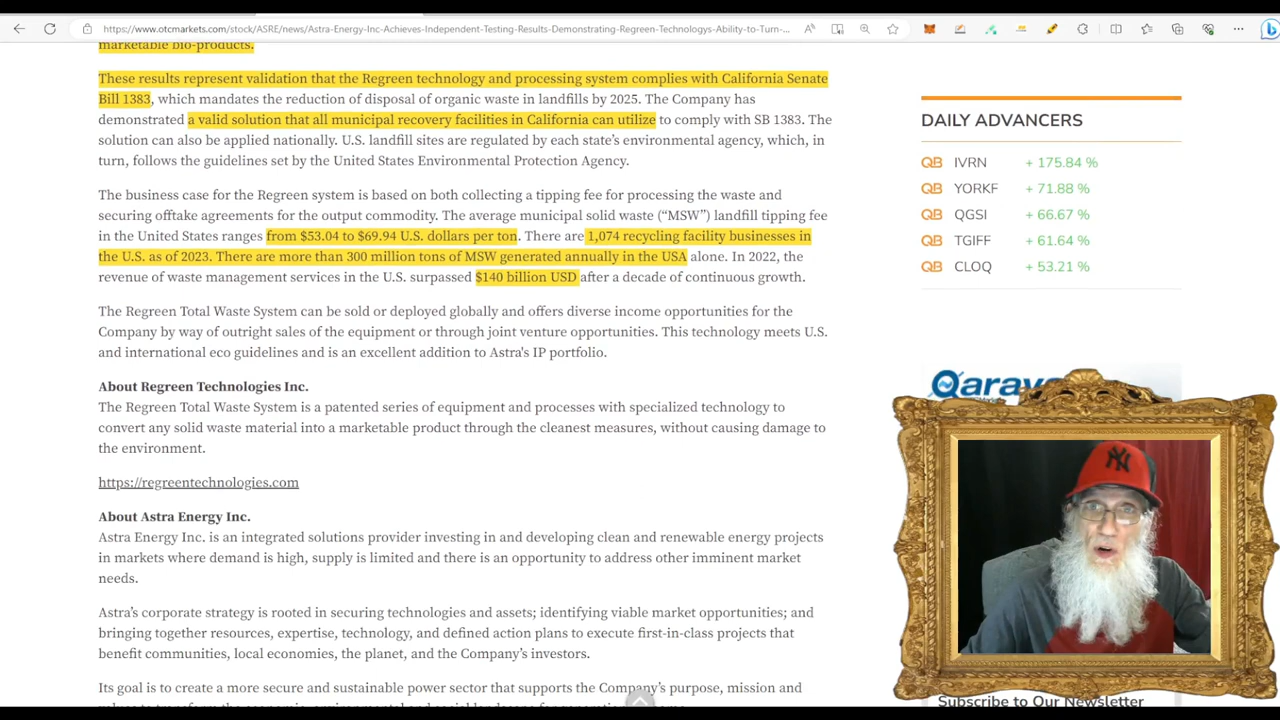 https://www.otcmarkets.com/stock/ASRE/news/Astra-Energy-Inc-Achieves-Independent-Testing-Results-Demonstrating-Regreen-Technologys-Ability-to-Turn-...
marketable bio-products.
These results represent validation that the Regreen technology and processing system complies with California Senate
Bill 1383, which mandates the reduction of disposal of organic waste in landfills by 2025. The Company has
demonstrated a valid solution that all municipal recovery facilities in California can utilize to comply with SB 1383. The
solution can also be applied nationally. U.S. landfill sites are regulated by each state's environmental agency, which, in
turn, follows the guidelines set by the United States Environmental Protection Agency.
The business case for the Regreen system is based on both collecting a tipping fee for processing the waste and
securing offtake agreements for the output commodity. The average municipal solid waste (“MSW”) landfill tipping fee
in the United States ranges from $53.04 to $69.94 U.S. dollars per ton. There are 1,074 recycling facility businesses in
the U.S. as of 2023. There are more than 300 million tons of MSW generated annually in the USA alone. In 2022, the
revenue of waste management services in the U.S. surpassed $140 billion USD after a decade of continuous growth.
The Regreen Total Waste System can be sold or deployed globally and offers diverse income opportunities for the
Company by way of outright sales of the equipment or through joint venture opportunities. This technology meets U.S.
and international eco guidelines and is an excellent addition to Astra's IP portfolio.
About Regreen Technologies Inc.
The Regreen Total Waste System is a patented series of equipment and processes with specialized technology to
convert any solid waste material into a marketable product through the cleanest measures, without causing damage to
the environment.
https://regreentechnologies.com
About Astra Energy Inc.
Astra Energy Inc. is an integrated solutions provider investing in and developing clean and renewable energy projects
in markets where demand is high, supply is limited and there is an opportunity to address other imminent market
needs.
Astra’s corporate strategy is rooted in securing technologies and assets; identifying viable market opportunities; and
bringing together resources, expertise, technology, and defined action plans to execute first-in-class projects that
benefit communities, local economies, the planet, and the Company’s investors.
Its goal is to create a more secure and sustainable power sector that supports the Company’s purpose, mission and
DAILY ADVANCERS
QB IVRN + 175.84 %
QB YORKF + 71.88 %
QB QGSI + 66.67 %
QB TGIFF + 61.64 %
QB CLOQ + 53.21 %
NY
Subscribe to Our Newsletter